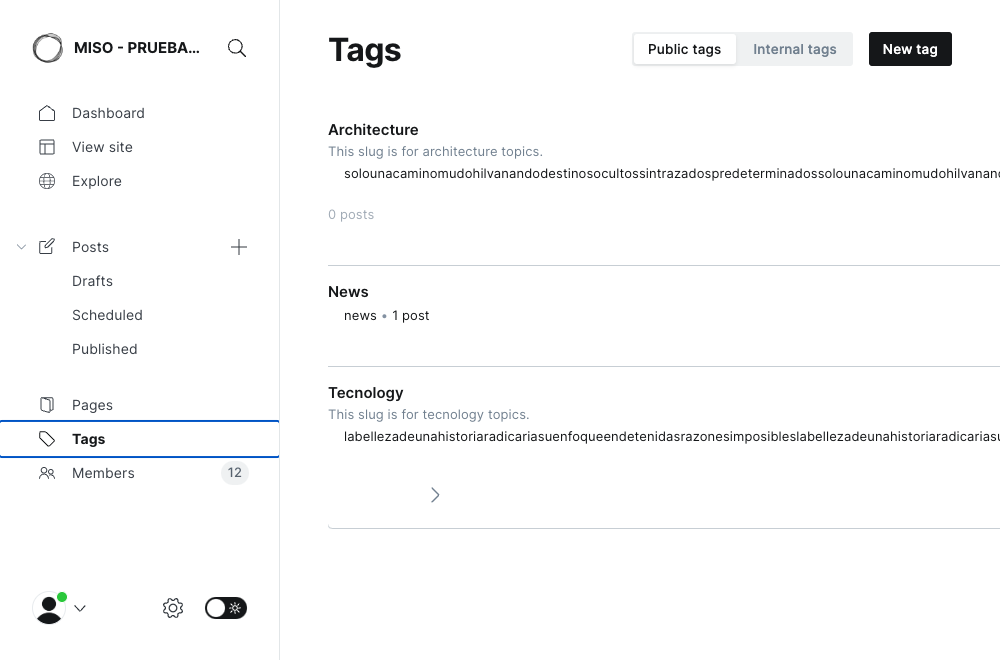 MISO - PRUEBA...
Dashboard
View site
Explore
Posts
Drafts
Scheduled
Published
Pages
Tags
Members
12
Tags
Public tags
Internal tags
New tag
Architecture
This slug is for architecture topics.
solounacaminomudohilvanandodestinosocultossintrazadospredeterminadossolounacaminomudohilvanand
0 posts
News
news • 1 post
Tecnology
This slug is for tecnology topics.
labellezadeunahistoriaradicariasuenfoqueendetenidasrazonesimposibleslabellezadeunahistoriaradicariasu